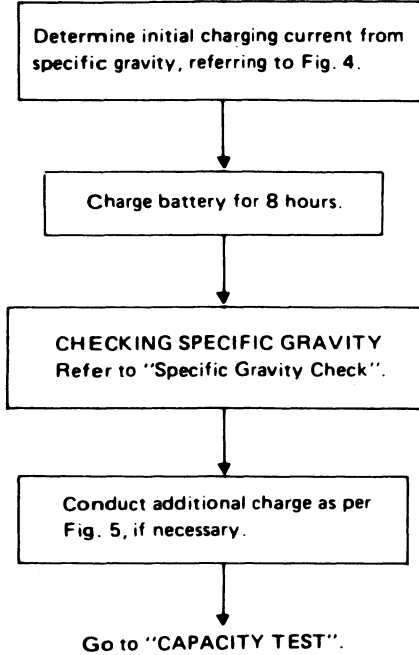 Determine initial charging current from
specific gravity, referring to Fig. 4.
Charge battery for 8 hours.
CHECKING SPECIFIC GRAVITY
Refer to "Specific Gravity Check".
Conduct additional charge as per
Fig. 5, if necessary.
Go to "CAPACITY TEST".